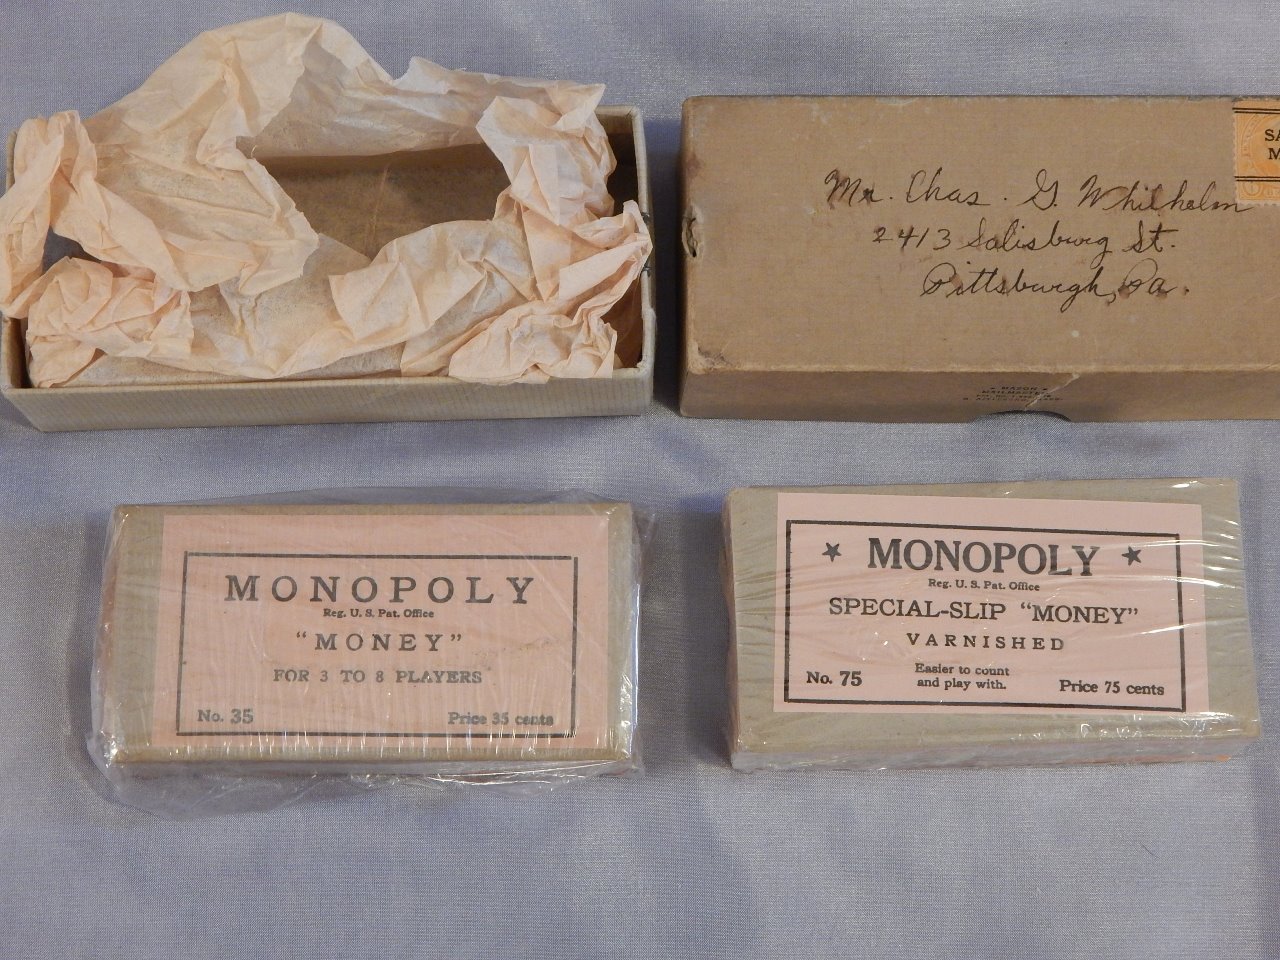 Mr. Chas. G. Whilhelm
2413 Salisburg St.
Pittsburgh, Pa.
SA
M
MONOPOLY
Reg. U. S. Pat. Office
"MONEY"
FOR 3 TO 8 PLAYERS
No. 35 Price 35 cents
★ MONOPOLY ★
Reg. U. S. Pat. Office
SPECIAL-SLIP "MONEY"
VARNISHED
No. 75 Easier to count and play with. Price 75 cents